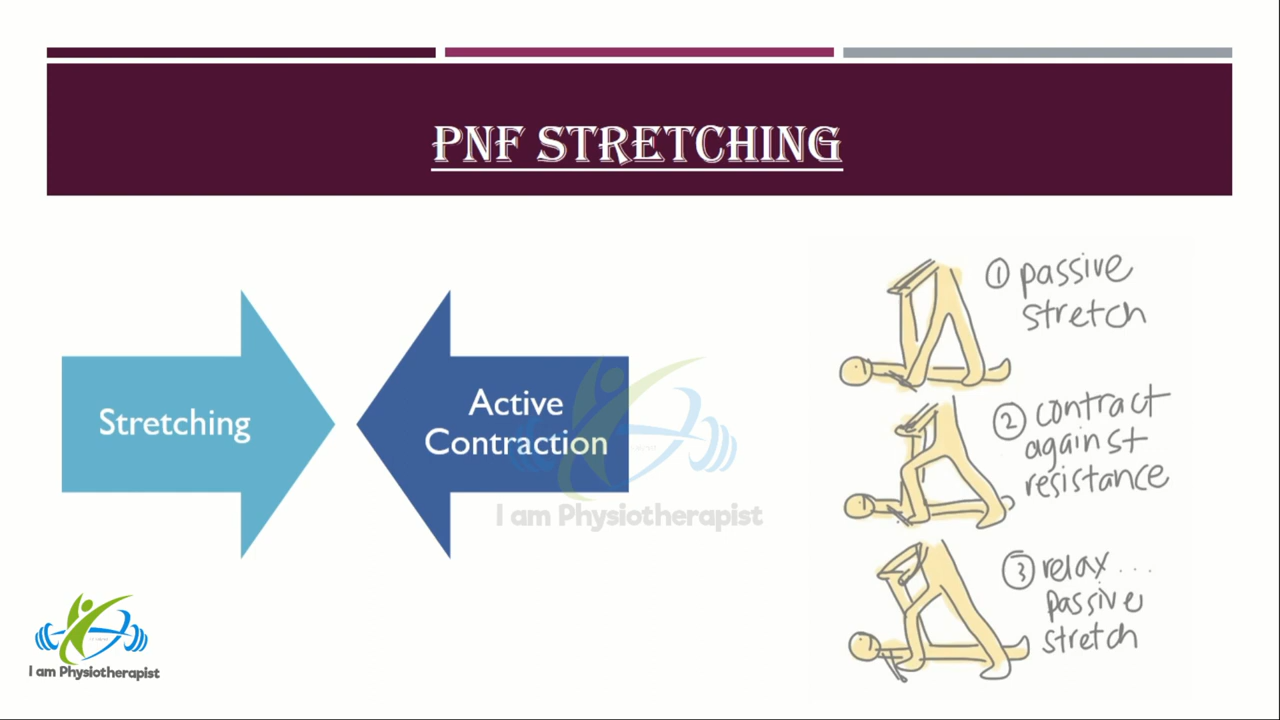 PNF STRETCHING
Stretching
Active
Contraction
① passive
stretch
② contract
against
resistance
③ relax...
passive
stretch
I am Physiotherapist
I am Physiotherapist